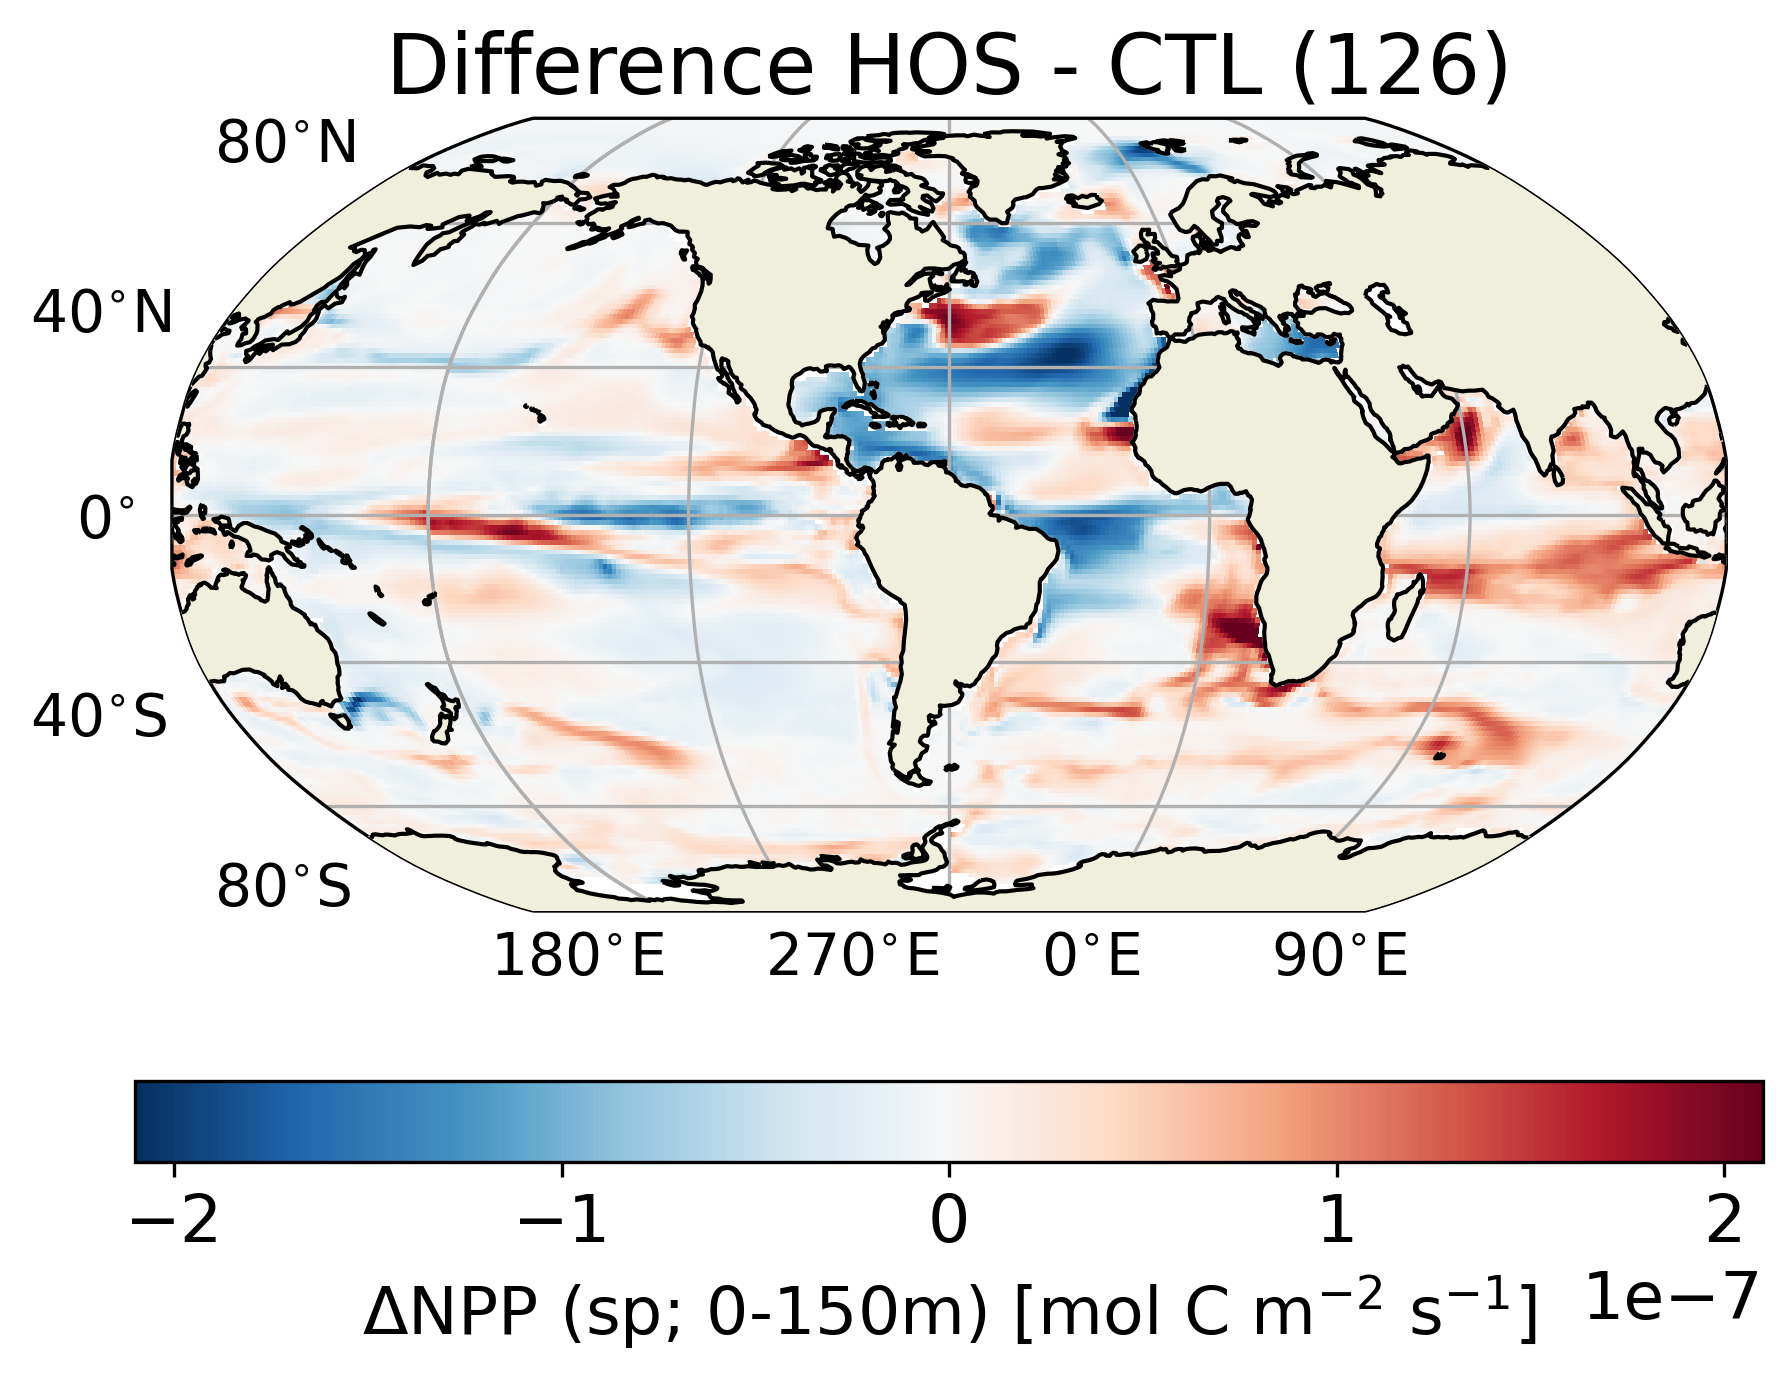 Difference HOS - CTL (126)
80°N
40°N
0°
40°S
80°S
180°E 270°E 0°E 90°E
−2 −1 0 1 2
1e−7
ΔNPP (sp; 0-150m) [mol C m⁻² s⁻¹]